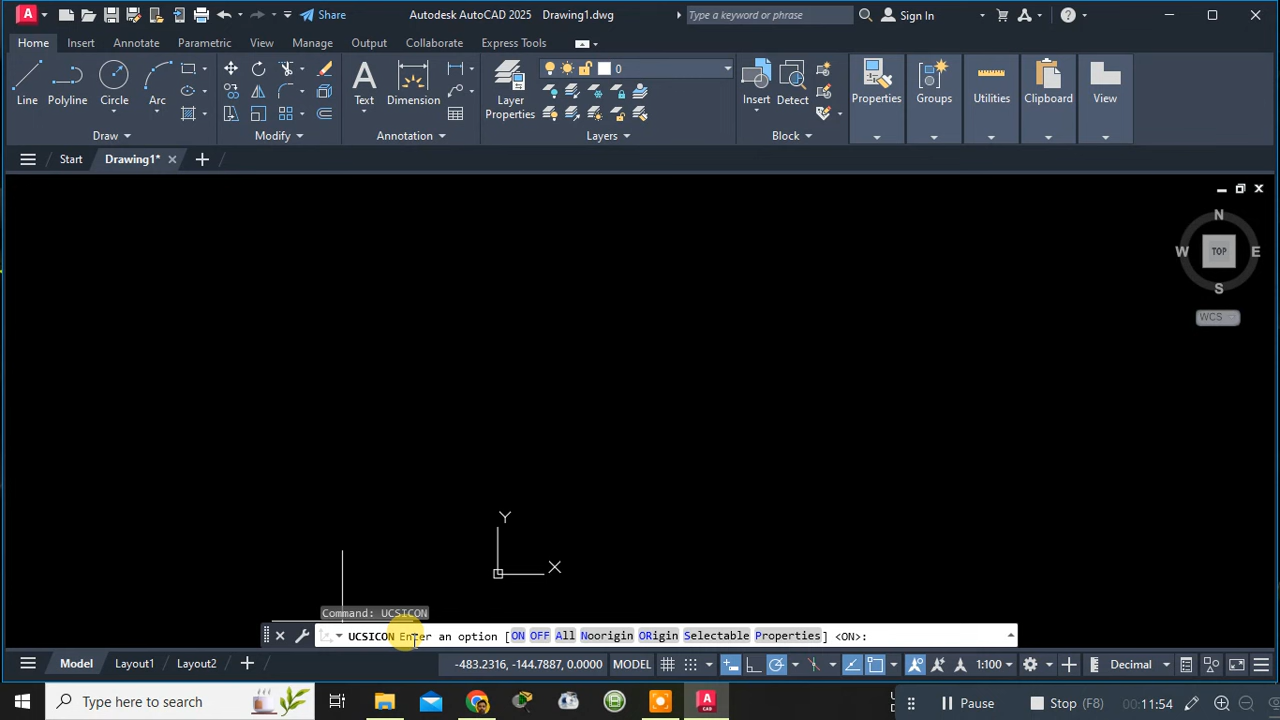 CAD
Share
Autodesk AutoCAD 2025 Drawing1.dwg
Type a keyword or phrase
Sign In
Home Insert Annotate Parametric View Manage Output Collaborate Express Tools
0
Line Polyline Circle Arc
Text Dimension
Layer Properties
Insert Detect
Properties Groups Utilities Clipboard View
Draw Modify Annotation Layers Block
Start Drawing1*
N
W TOP E
S
WCS
Y
X
Command: UCSICON
UCSICON Enter an option [ON OFF All Noorigin ORigin Selectable Properties] <ON>:
Model Layout1 Layout2
-483.2316, -144.7887, 0.0000 MODEL
1:100
Decimal
Type here to search
CAD
Pause Stop (F8) 00:11:54